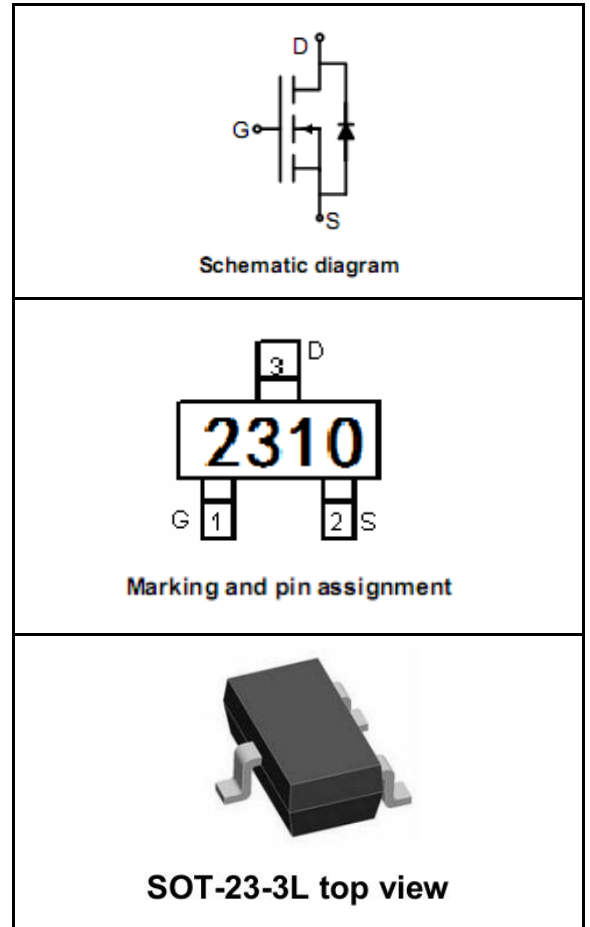 D
G
S
Schematic diagram
3 D
2310
G 1 2 S
Marking and pin assignment
SOT-23-3L top view